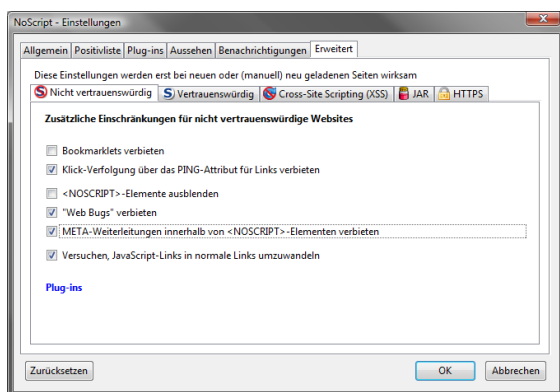 NoScript - Einstellungen
Allgemein Positivliste Plug-ins Aussehen Benachrichtigungen Erweitert
Diese Einstellungen werden erst bei neuen oder (manuell) neu geladenen Seiten wirksam
Nicht vertrauenswürdig Vertrauenswürdig Cross-Site Scripting (XSS) JAR HTTPS
Zusätzliche Einschränkungen für nicht vertrauenswürdige Websites
Bookmarklets verbieten
Klick-Verfolgung über das PING-Attribut für Links verbieten
<NOSCRIPT>-Elemente ausblenden
"Web Bugs" verbieten
META-Weiterleitungen innerhalb von <NOSCRIPT>-Elementen verbieten
Versuchen, JavaScript-Links in normale Links umzuwandeln
Plug-ins
Zurücksetzen OK Abbrechen